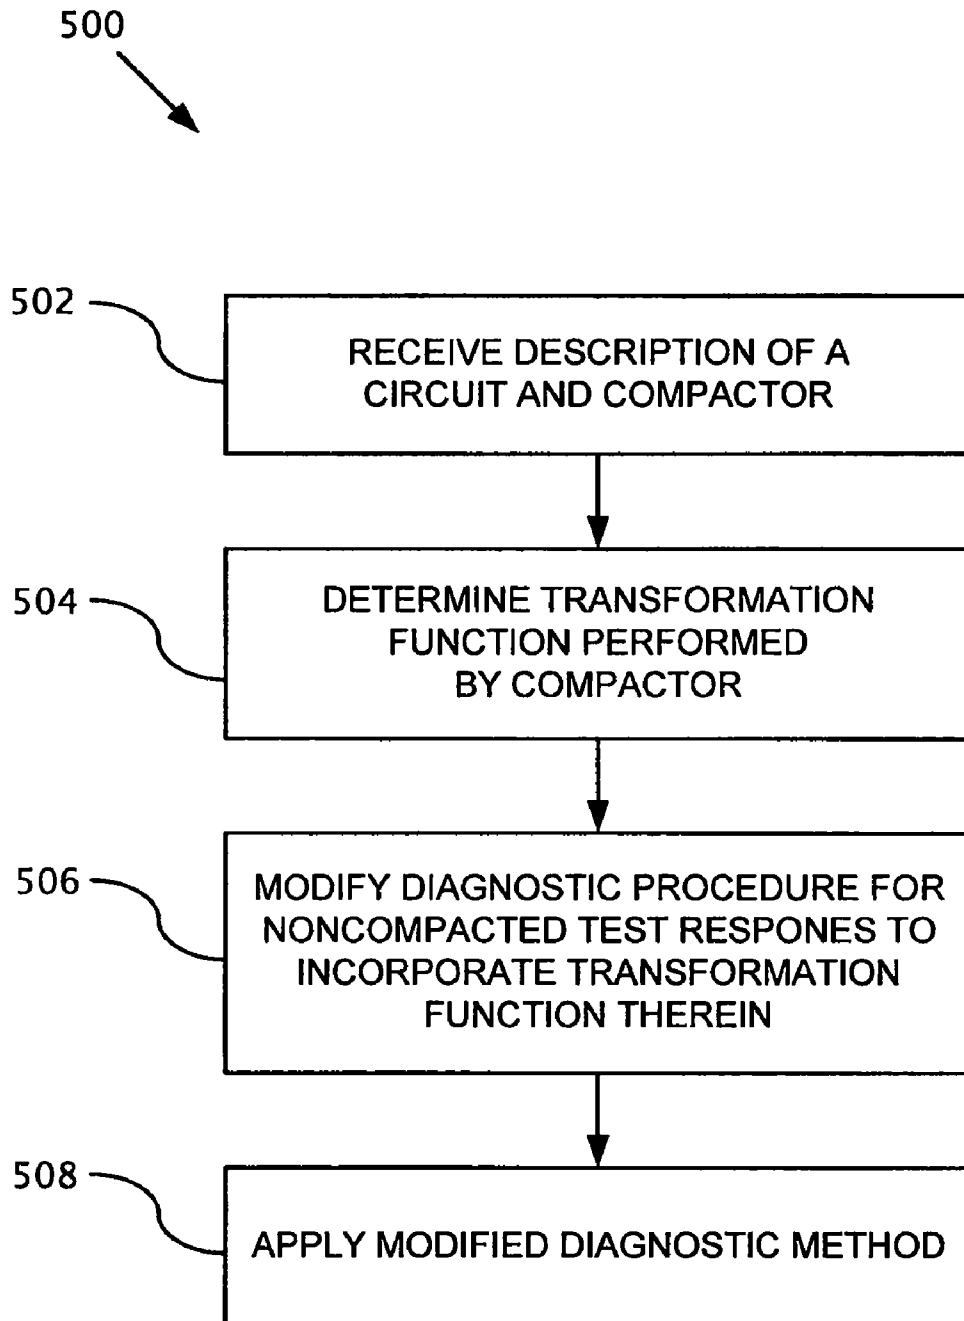 500
502
RECEIVE DESCRIPTION OF A
CIRCUIT AND COMPACTOR
504
DETERMINE TRANSFORMATION
FUNCTION PERFORMED
BY COMPACTOR
506
MODIFY DIAGNOSTIC PROCEDURE FOR
NONCOMPACTED TEST RESPONES TO
INCORPORATE TRANSFORMATION
FUNCTION THEREIN
508
APPLY MODIFIED DIAGNOSTIC METHOD